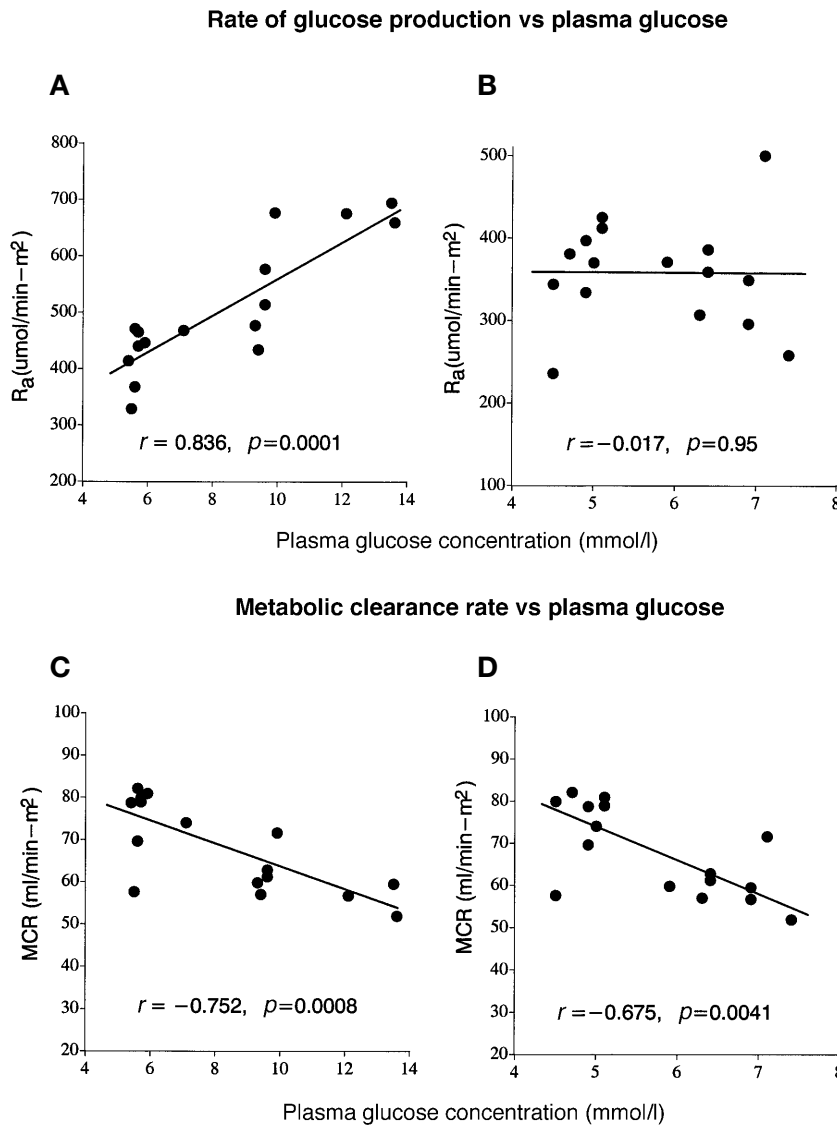 Rate of glucose production vs plasma glucose
A
B
800
700
600
500
400
300
200
Ra(umol/min–m²)
r = 0.836, p=0.0001
4 6 8 10 12 14
500
400
300
200
100
Ra(umol/min–m²)
r=–0.017, p=0.95
4 5 6 7 8
Plasma glucose concentration (mmol/l)
Metabolic clearance rate vs plasma glucose
C
D
100
90
80
70
60
50
40
30
20
MCR (ml/min–m²)
r = –0.752, p=0.0008
4 6 8 10 12 14
100
90
80
70
60
50
40
30
20
MCR (ml/min–m²)
r=–0.675, p=0.0041
4 5 6 7 8
Plasma glucose concentration (mmol/l)